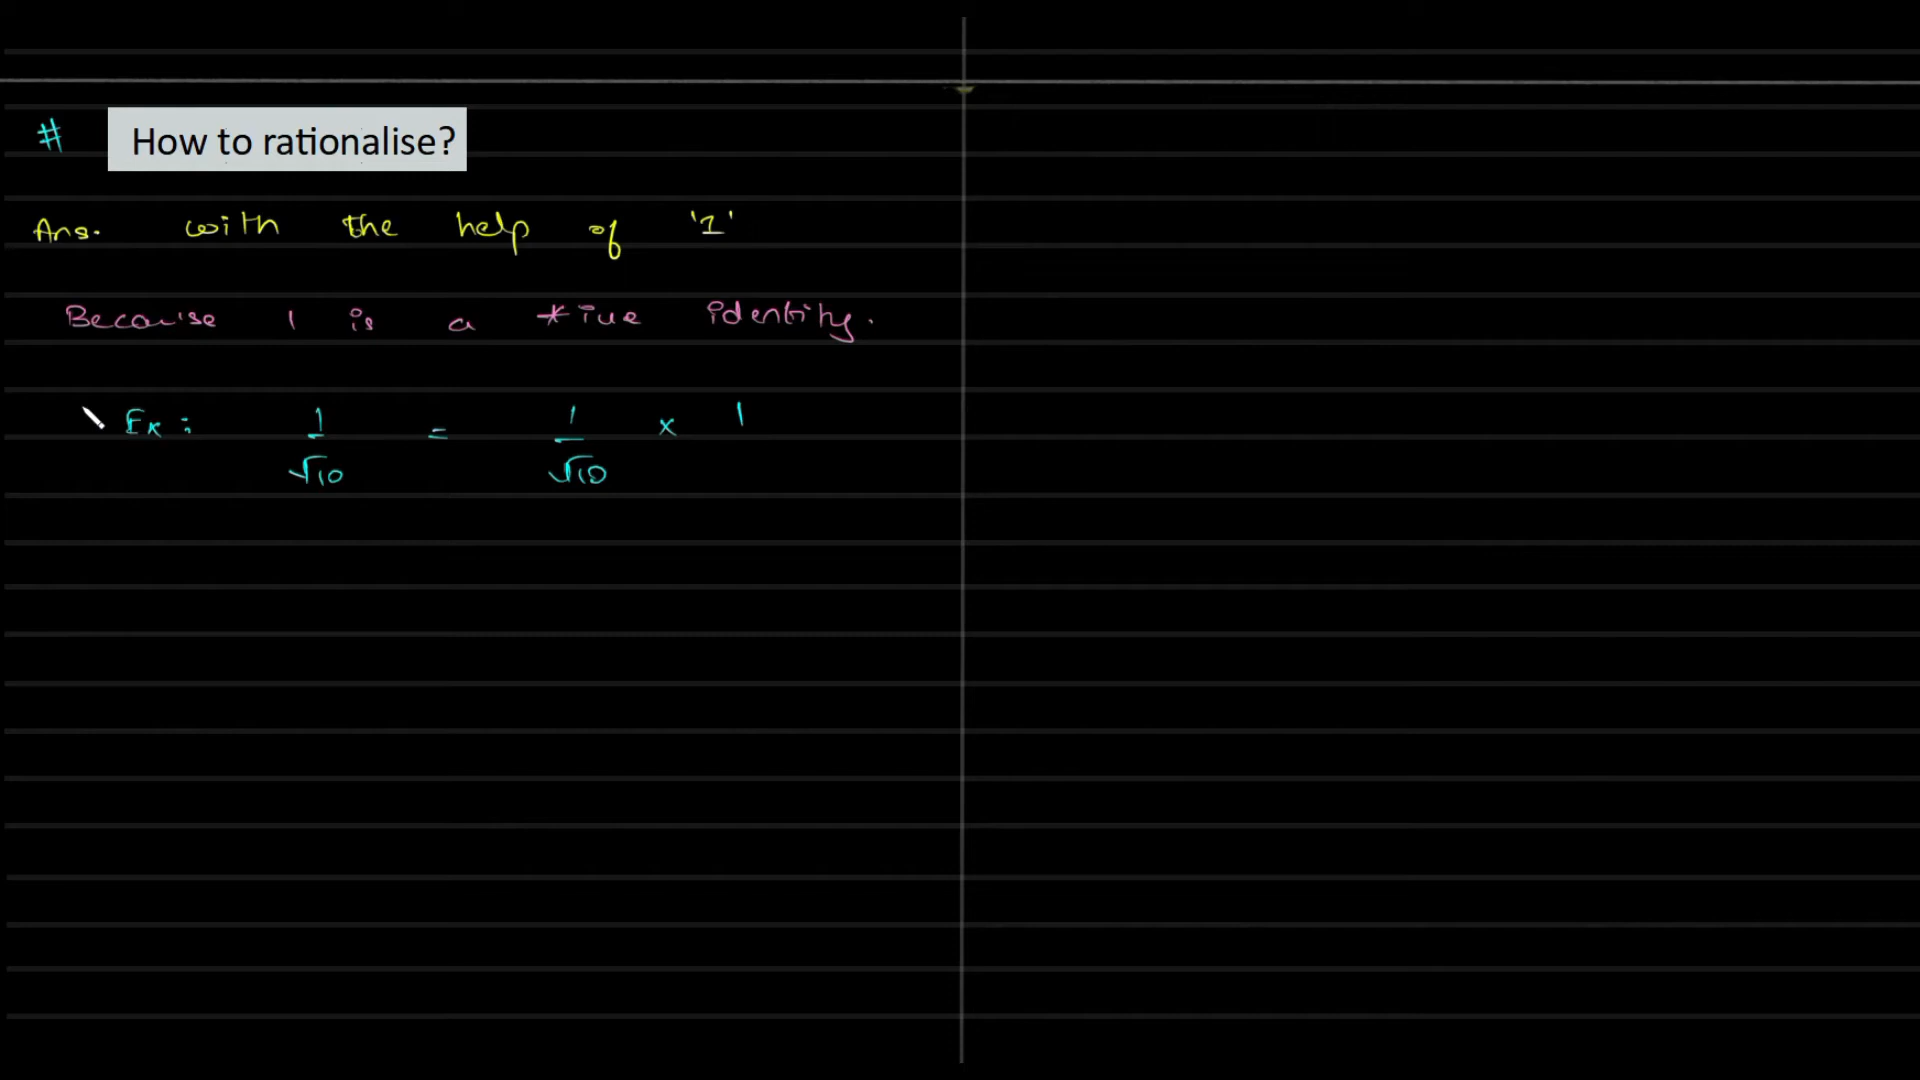 # How to rationalise?
Ans. with the help of '1'
Because 1 is a *ive identity.
Ex: 1/√10 = 1/√10 x 1